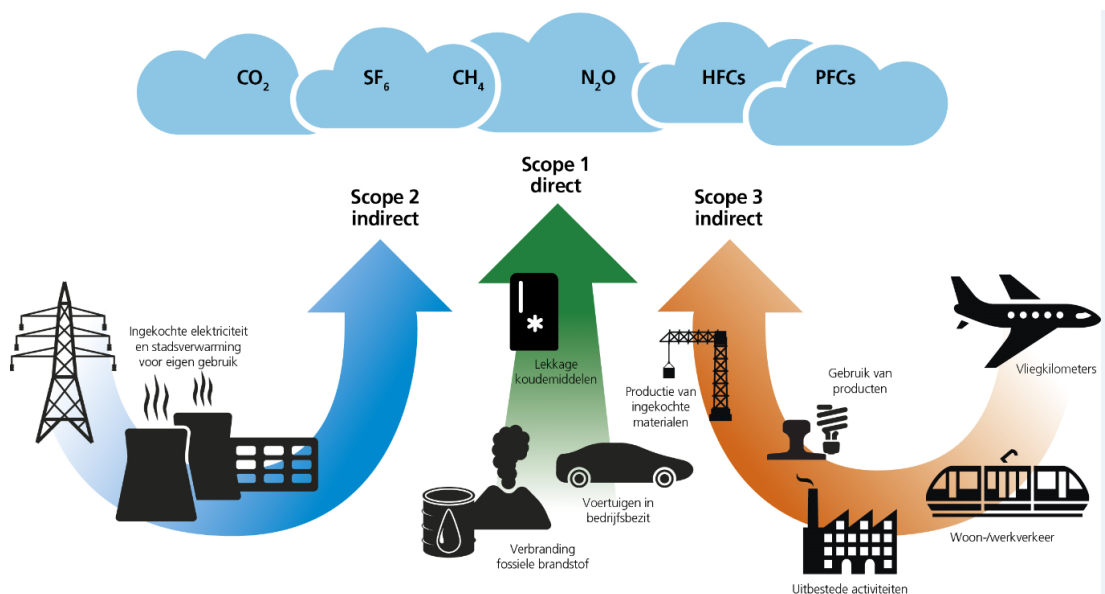 CO₂
SF₆
CH₄
N₂O
HFCs
PFCs
Scope 1
direct
Scope 2
indirect
Scope 3
indirect
Ingekochte elektriciteit
en stadsverwarming
voor eigen gebruik
Lekkage
koudemiddelen
Verbranding
fossiele brandstof
Voertuigen in
bedrijfsbezit
Productie van
ingekochte
materialen
Gebruik van
producten
Vliegkilometers
Woon-/werkverkeer
Uitbestede activiteiten